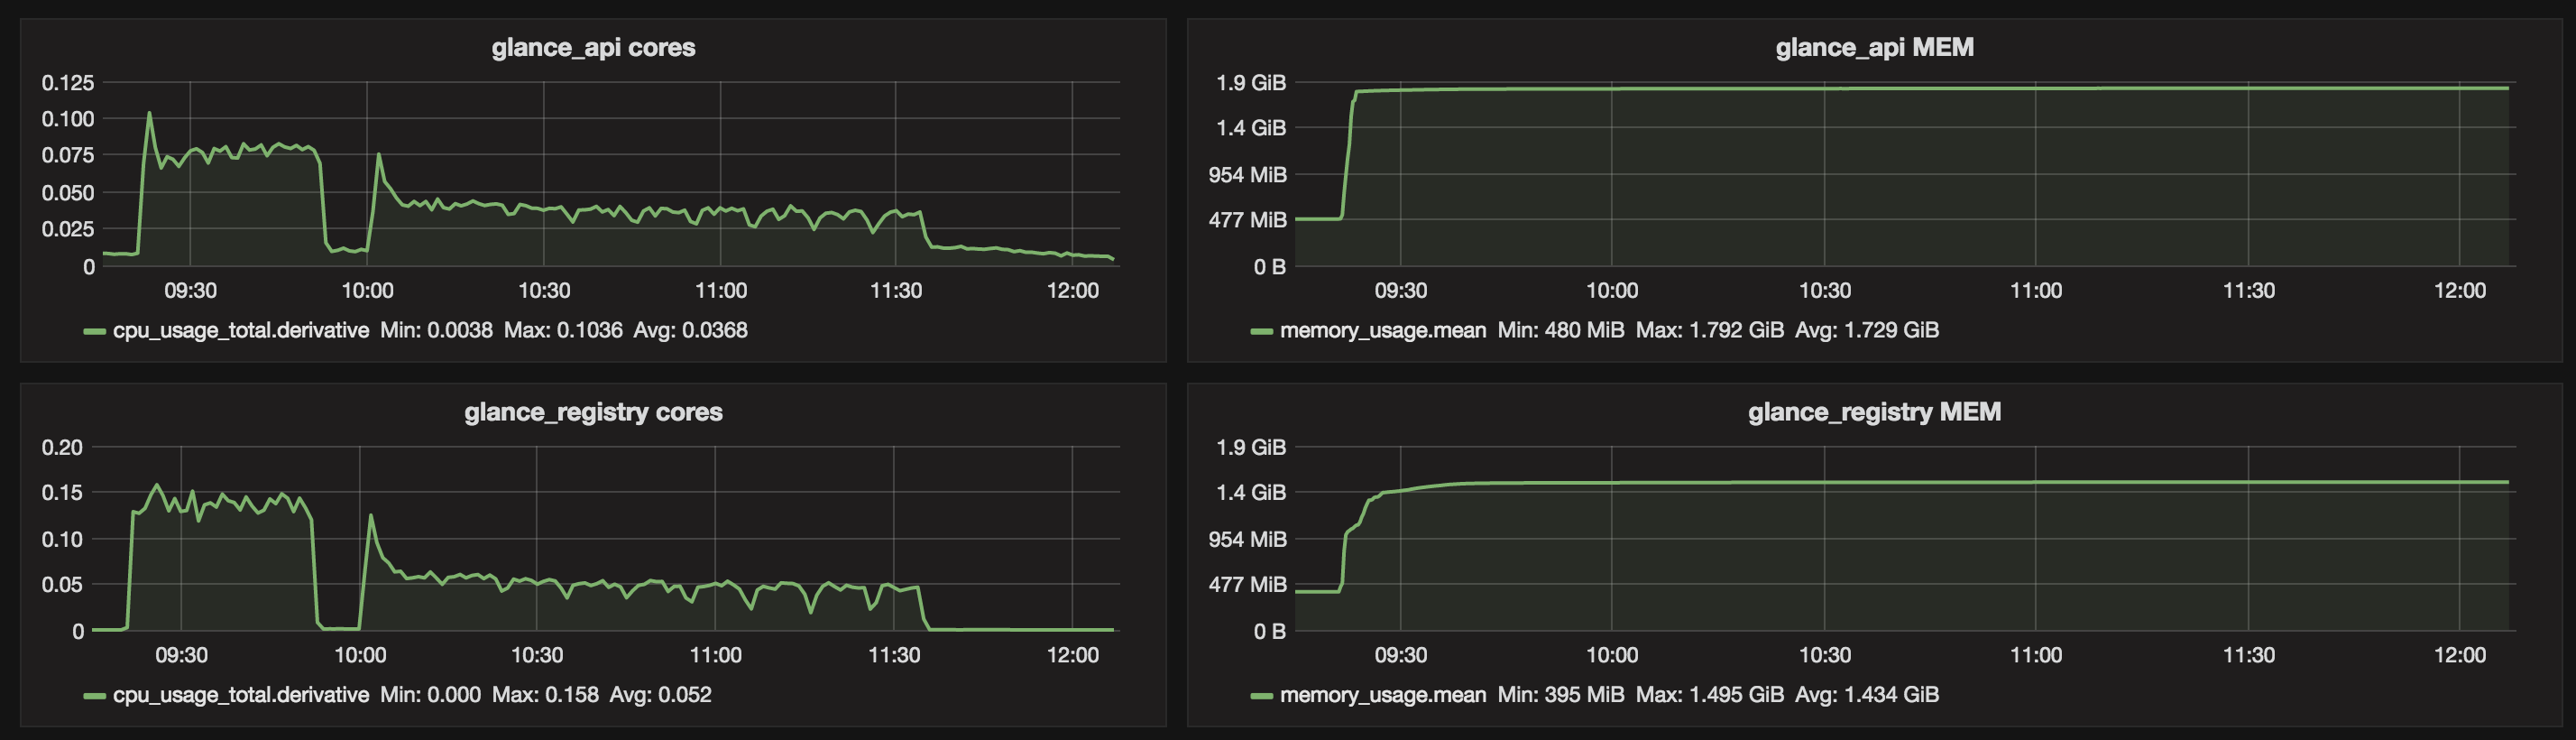 glance_api cores
0.125
0.100
0.075
0.050
0.025
0
09:30 10:00 10:30 11:00 11:30 12:00
cpu_usage_total.derivative Min: 0.0038 Max: 0.1036 Avg: 0.0368
glance_api MEM
1.9 GiB
1.4 GiB
954 MiB
477 MiB
0 B
09:30 10:00 10:30 11:00 11:30 12:00
memory_usage.mean Min: 480 MiB Max: 1.792 GiB Avg: 1.729 GiB
glance_registry cores
0.20
0.15
0.10
0.05
0
09:30 10:00 10:30 11:00 11:30 12:00
cpu_usage_total.derivative Min: 0.000 Max: 0.158 Avg: 0.052
glance_registry MEM
1.9 GiB
1.4 GiB
954 MiB
477 MiB
0 B
09:30 10:00 10:30 11:00 11:30 12:00
memory_usage.mean Min: 395 MiB Max: 1.495 GiB Avg: 1.434 GiB